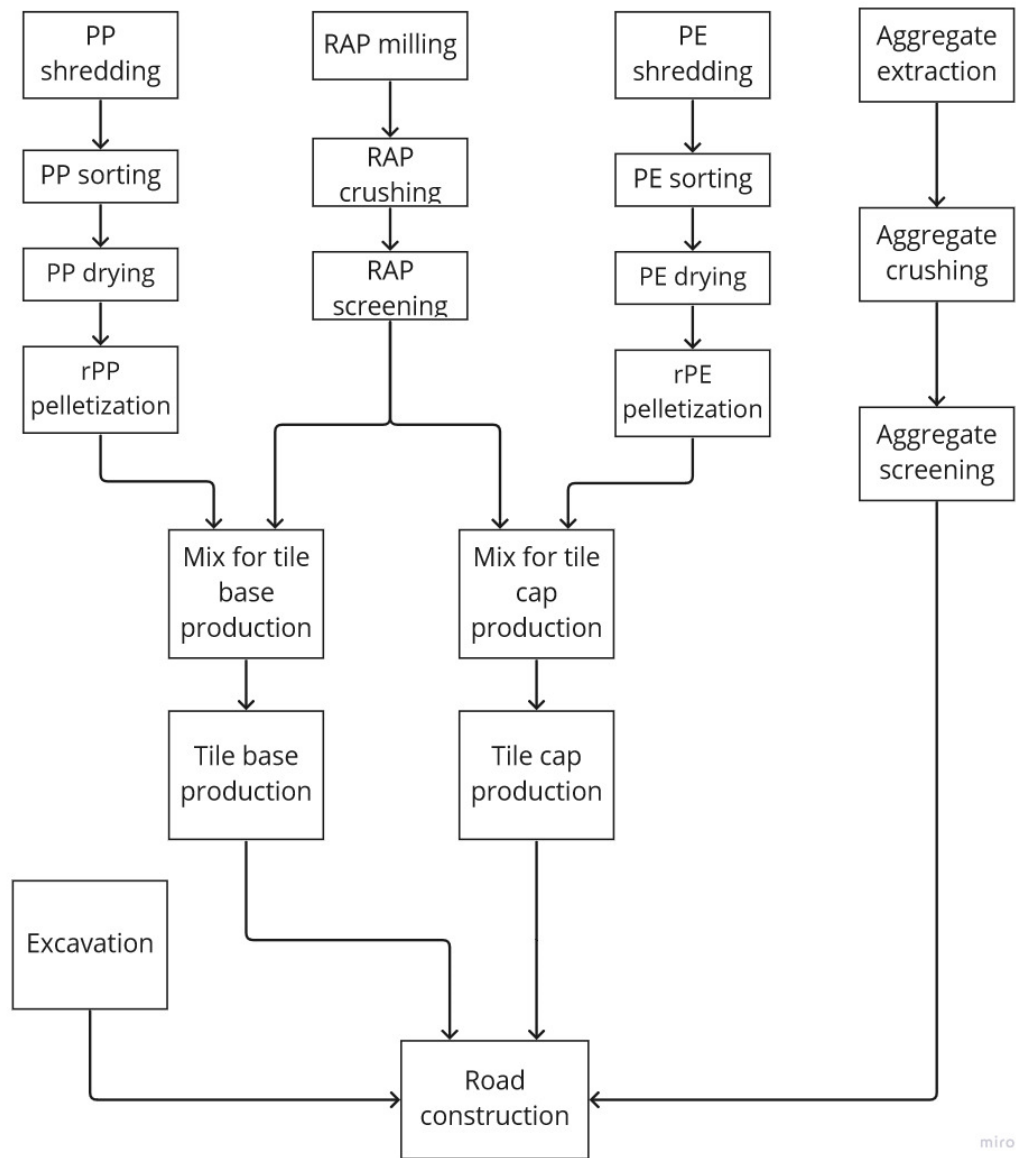 PP
shredding
RAP milling
PE
shredding
Aggregate
extraction
PP sorting
RAP
crushing
PE sorting
Aggregate
crushing
PP drying
RAP
screening
PE drying
rPP
pelletization
rPE
pelletization
Aggregate
screening
Mix for tile
base
production
Mix for tile
cap
production
Tile base
production
Tile cap
production
Excavation
Road
construction
miro